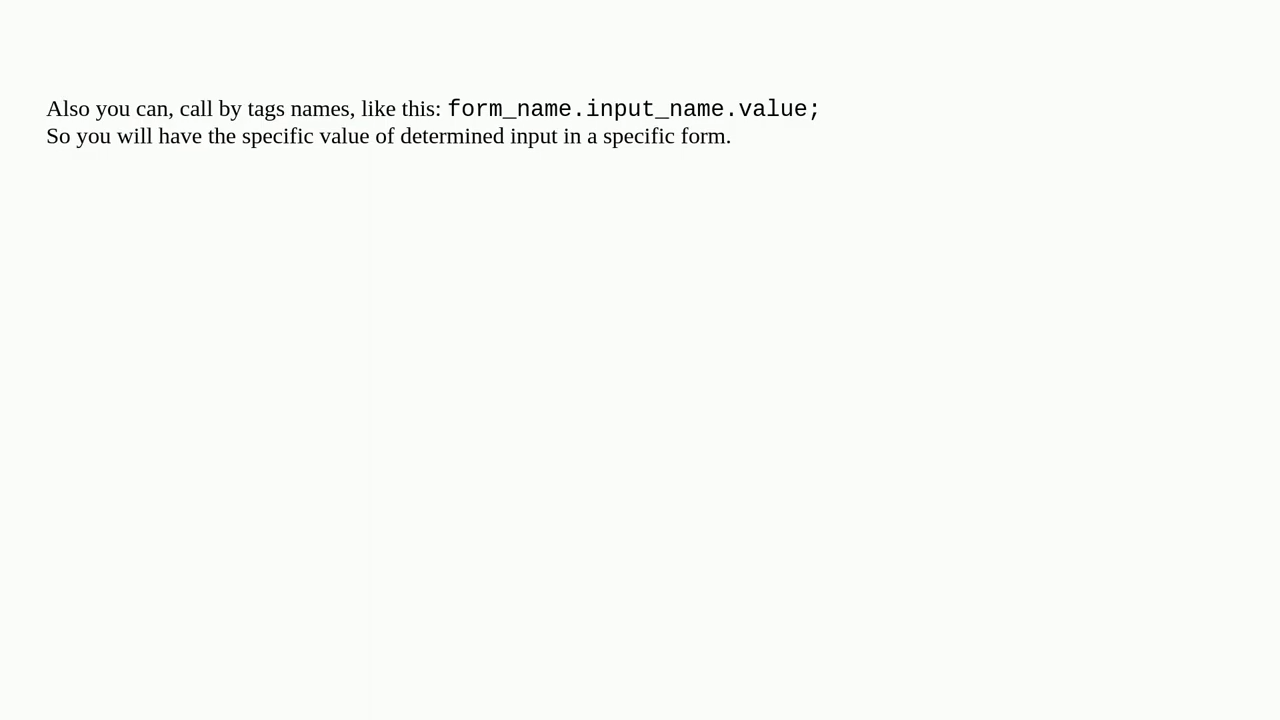 Also you can, call by tags names, like this: form_name.input_name.value;
So you will have the specific value of determined input in a specific form.